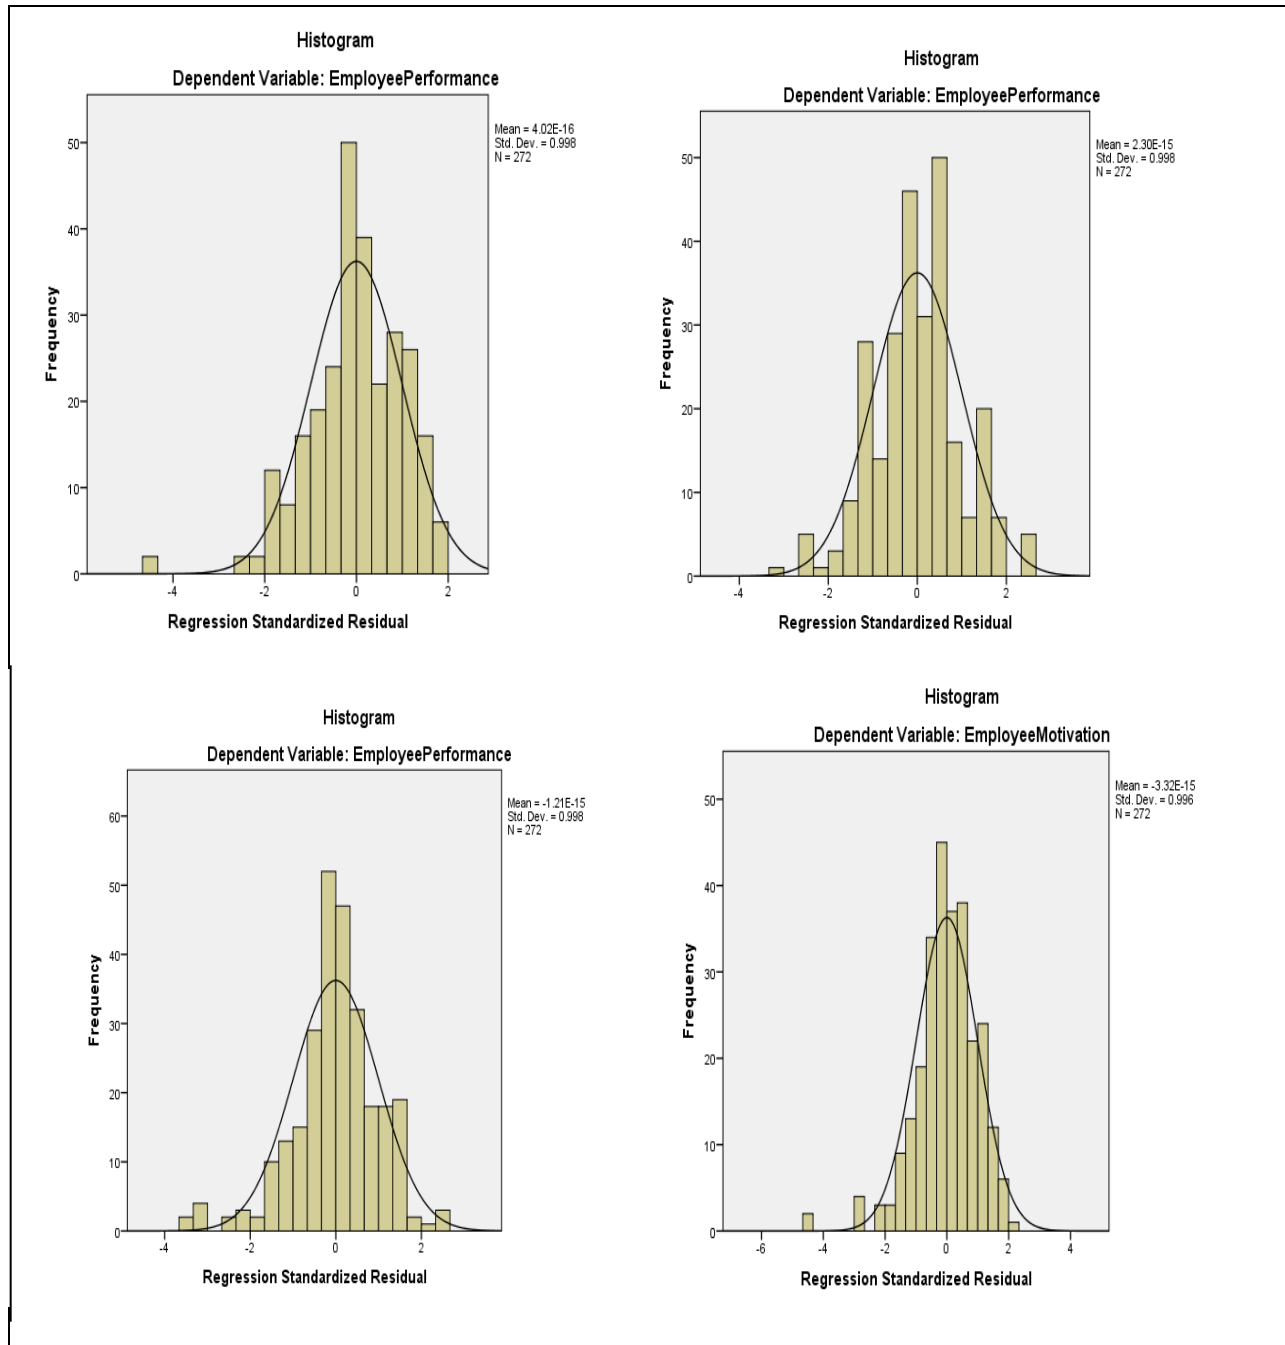 Histogram
Dependent Variable: EmployeePerformance
Mean = 4.02E-16
Std. Dev. = 0.998
N = 272
50
40
30
20
10
0
Frequency
-4 -2 0 2
Regression Standardized Residual
Histogram
Dependent Variable: EmployeePerformance
Mean = 2.30E-15
Std. Dev. = 0.998
N = 272
50
40
30
20
10
0
Frequency
-4 -2 0 2
Regression Standardized Residual
Histogram
Dependent Variable: EmployeePerformance
Mean = -1.21E-15
Std. Dev. = 0.998
N = 272
60
50
40
30
20
10
0
Frequency
-4 -2 0 2
Regression Standardized Residual
Histogram
Dependent Variable: EmployeeMotivation
Mean = -3.32E-15
Std. Dev. = 0.996
N = 272
50
40
30
20
10
0
Frequency
-6 -4 -2 0 2 4
Regression Standardized Residual